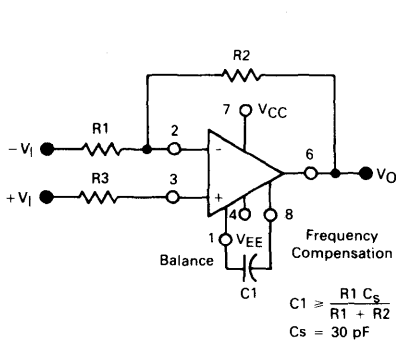 R2
7 VCC
R1
2
-VI
-
6
VO
R3
3
+VI
+
4
8
1
VEE
Frequency
Compensation
Balance
C1
C1 ≥ R1 Cs / R1 + R2
Cs = 30 pF